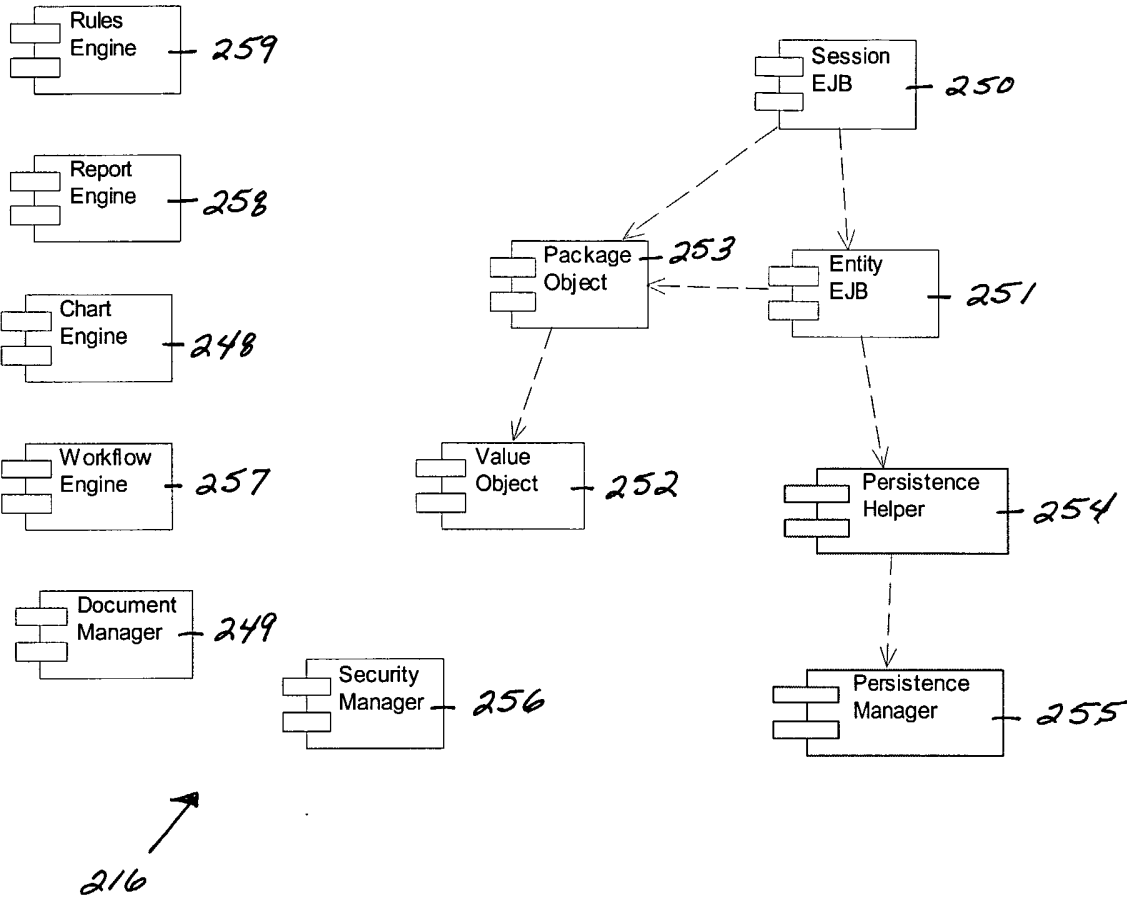 Rules
Engine
259
Session
EJB
250
Report
Engine
258
Package
Object
253
Entity
EJB
251
Chart
Engine
248
Workflow
Engine
257
Value
Object
252
Persistence
Helper
254
Document
Manager
249
Security
Manager
256
Persistence
Manager
255
216